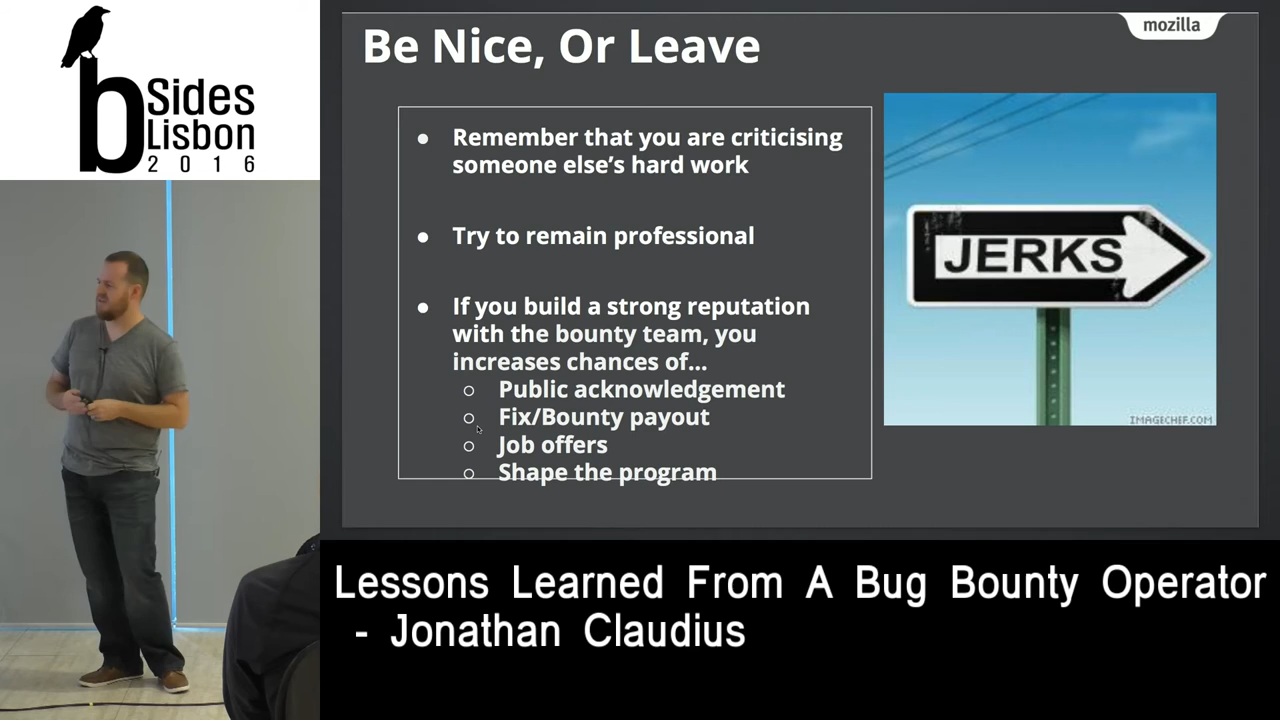 b
Sides
Lisbon
2016
mozilla
Be Nice, Or Leave
● Remember that you are criticising
someone else's hard work
● Try to remain professional
● If you build a strong reputation
with the bounty team, you
increases chances of...
○ Public acknowledgement
○ Fix/Bounty payout
○ Job offers
○ Shape the program
JERKS
IMAGECHEF.COM
Lessons Learned From A Bug Bounty Operator
- Jonathan Claudius